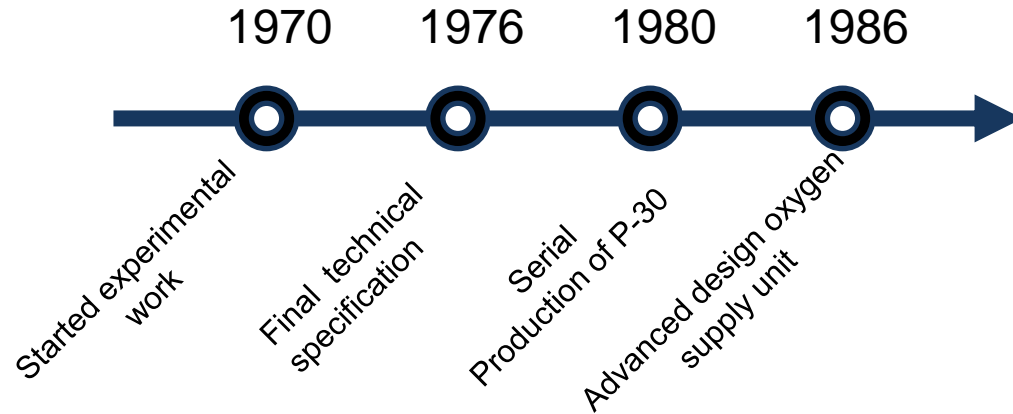 1970
1976
1980
1986
Started experimental
work
Final technical
specification
Serial
Production of P-30
Advanced design oxygen
supply unit